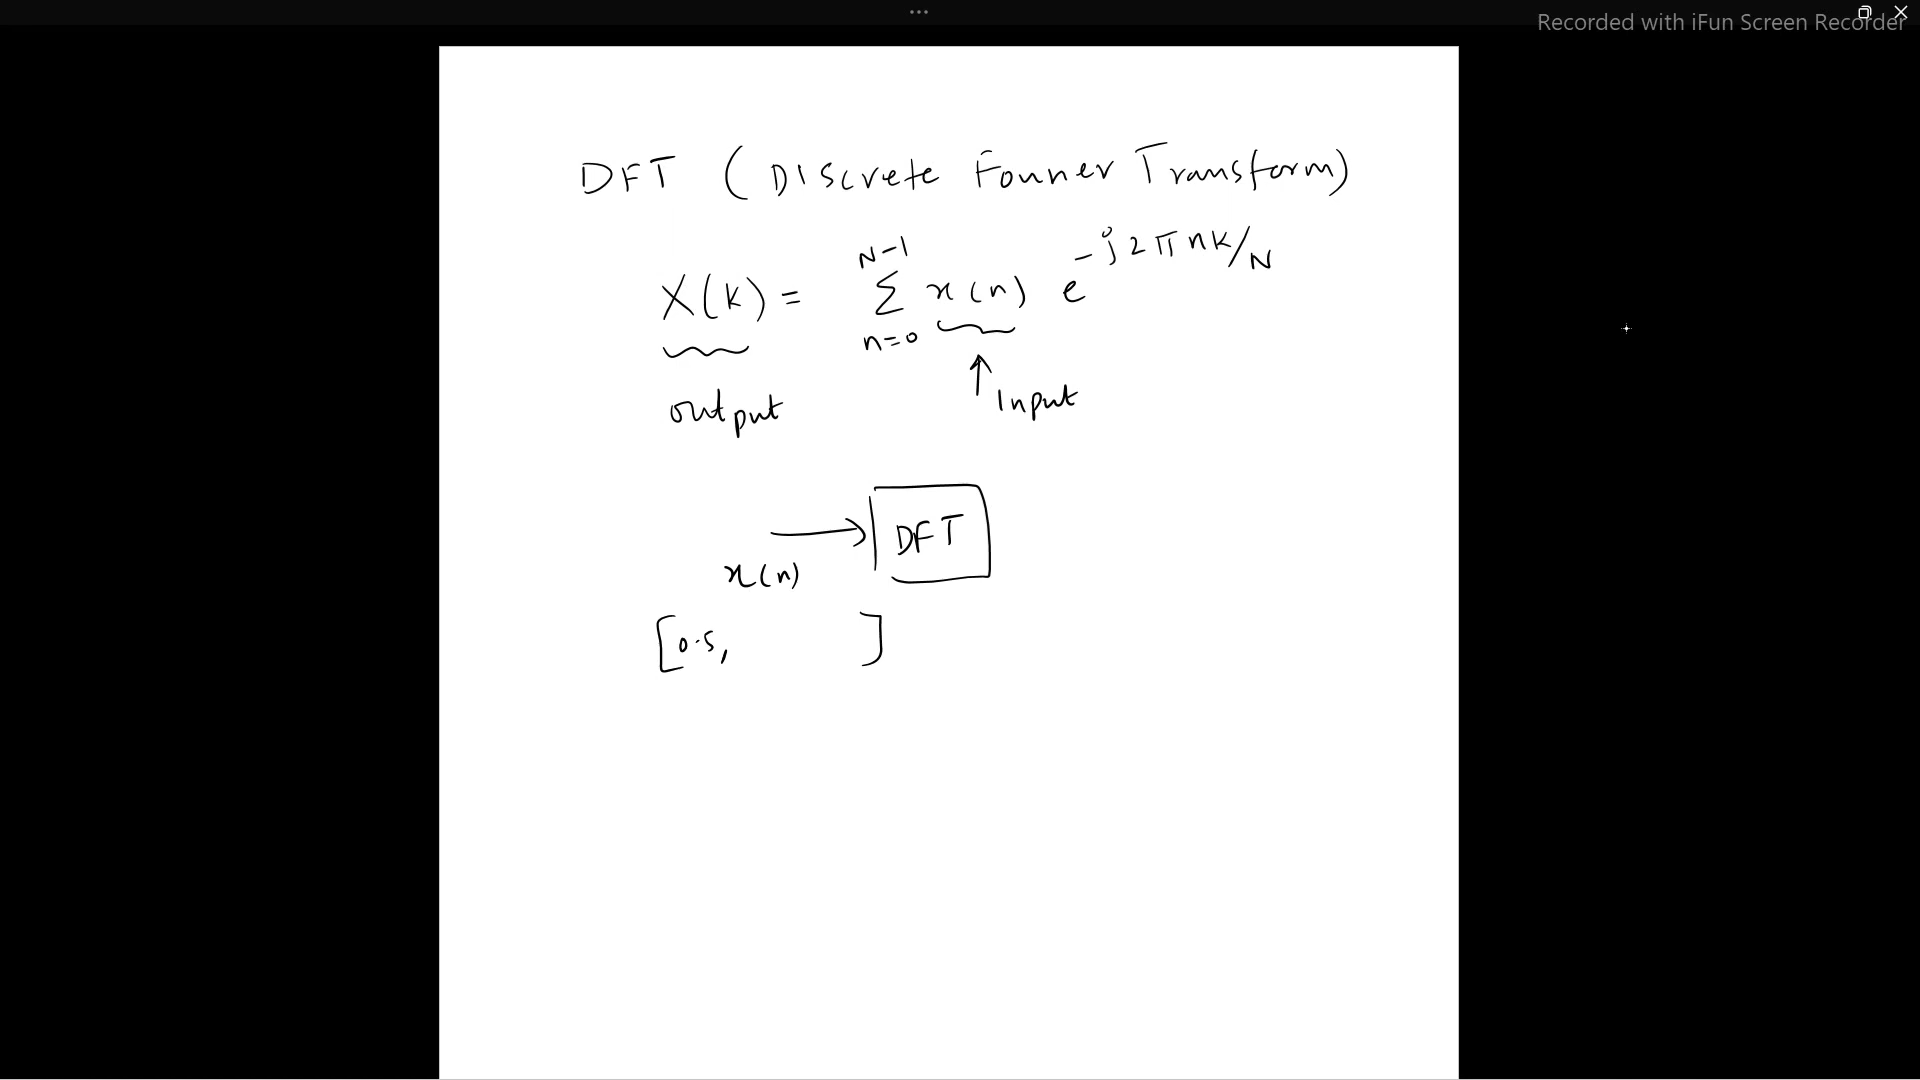 Recorded with iFun Screen Recorder
DFT (Discrete Fourier Transform)
X(k) = N-1 Σ n=0 x(n) e^-j2πnk/N
output
Input
DFT
x(n)
[0.5, ]